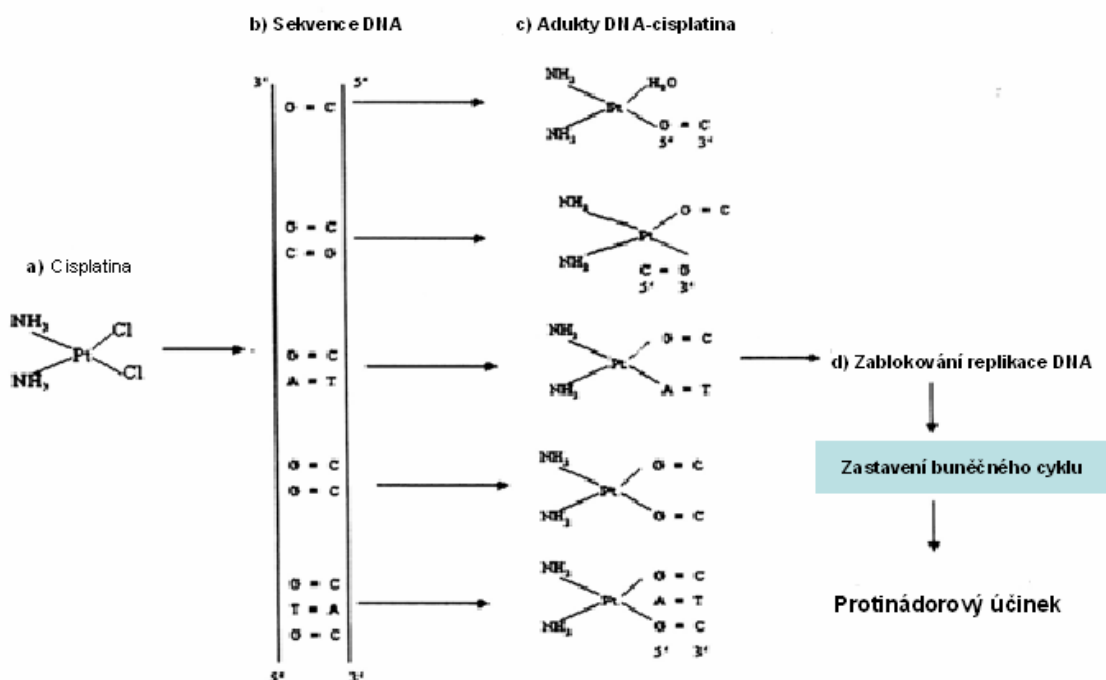 b) Sekvence DNA
c) Adukty DNA-cisplatina
3' 5'
G = C
NH3
Pt
H2O
NH3
G = C
5' 3'
G = C
C = G
NH3
G = C
Pt
NH3
C = G
5' 3'
a) Cisplatina
NH3
Cl
Pt
NH3
Cl
G = C
A = T
NH3
G = C
Pt
NH3
A = T
d) Zablokování replikace DNA
Zastavení buněčného cyklu
Protinádorový účinek
G = C
G = C
NH3
G = C
Pt
NH3
G = C
G = C
T = A
G = C
NH3
G = C
Pt
A = T
NH3
G = C
5' 3'
5' 3'